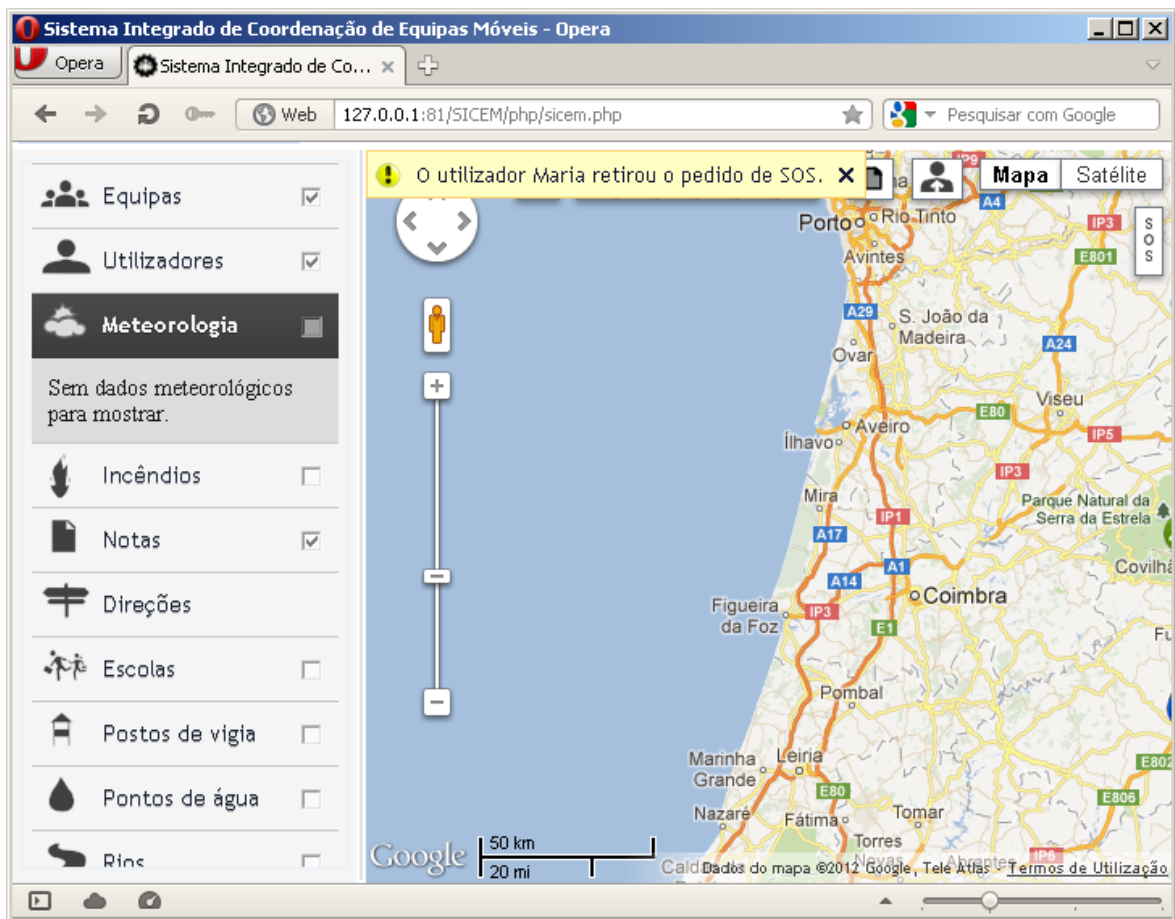 Sistema Integrado de Coordenação de Equipas Móveis - Opera
Opera
Sistema Integrado de Co...
Web
127.0.0.1:81/SICEM/php/sicem.php
Pesquisar com Google
O utilizador Maria retirou o pedido de SOS.
Mapa
Satélite
SOS
Equipas
Utilizadores
Meteorologia
Sem dados meteorológicos
para mostrar.
Incêndios
Notas
Direções
Escolas
Postos de vigia
Pontos de água
Rios
IP9
A4
Porto
Rio Tinto
IP3
E801
Avintes
A29
S. João da
Madeira
A24
Ovar
Viseu
E80
Aveiro
Ílhavo
IP5
IP3
Mira
IP1
Parque Natural da
Serra da Estrela
A17
A1
Covilhã
A14
Coimbra
Figueira
da Foz
IP3
E1
Pombal
Marinha
Grande
Leiria
E80
E802
E806
Nazaré
Fátima
Tomar
Torres
Novas
Abrantes
IP6
Google
50 km
20 mi
Cald
Dados do mapa ©2012 Google, Tele Atlas - Termos de Utilização